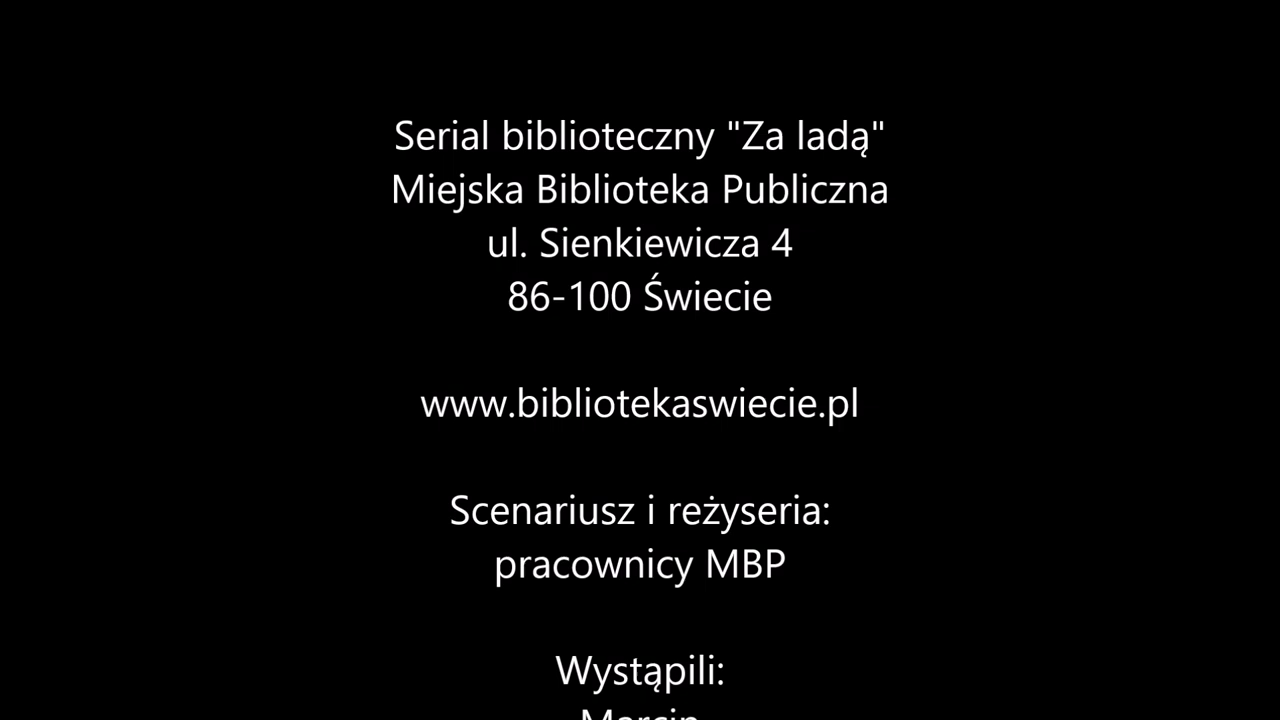 Serial biblioteczny "Za ladą"
Miejska Biblioteka Publiczna
ul. Sienkiewicza 4
86-100 Świecie
www.bibliotekaswiecie.pl
Scenariusz i reżyseria:
pracownicy MBP
Wystąpili:
Marcin